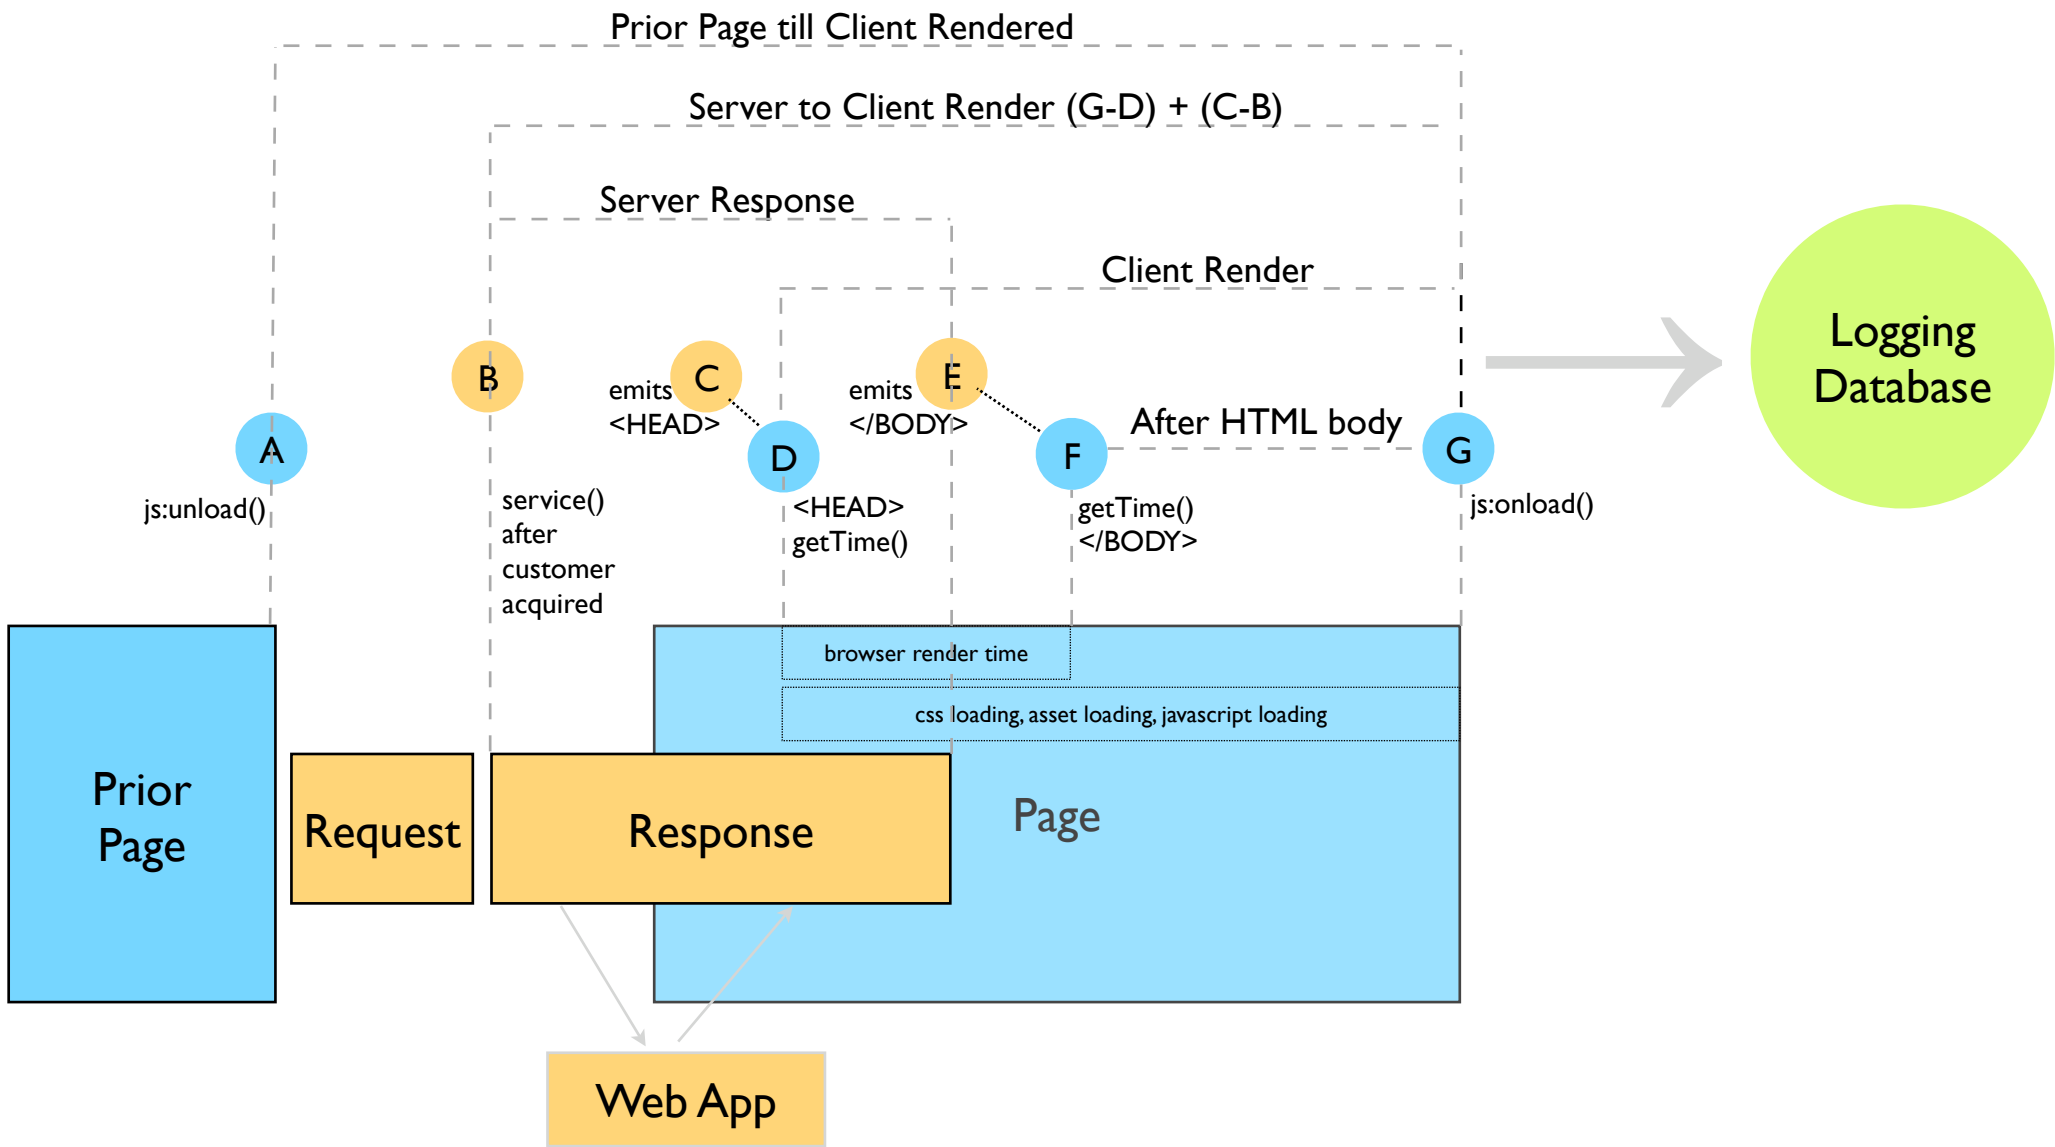 Prior Page till Client Rendered
Server to Client Render (G-D) + (C-B)
Server Response
Client Render
Logging
Database
B
emits
<HEAD>
C
emits
</BODY>
E
A
D
F
After HTML body
G
js:unload()
service()
after
customer
acquired
<HEAD>
getTime()
getTime()
</BODY>
js:onload()
browser render time
css loading, asset loading, javascript loading
Prior
Page
Request
Response
Page
Web App